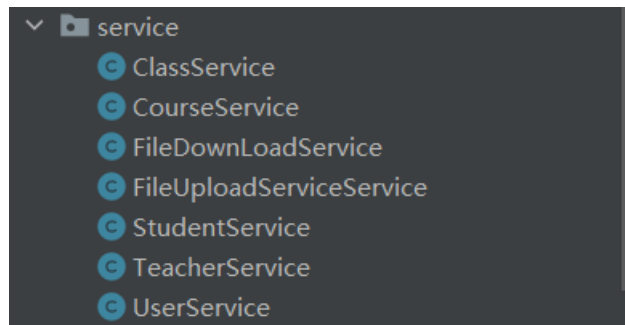 service
ClassService
CourseService
FileDownLoadService
FileUploadServiceService
StudentService
TeacherService
UserService